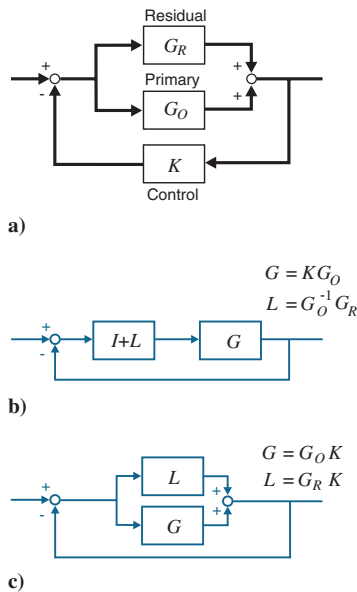 Residual
+
G_R
-
+
Primary
+
G_O
K
Control
a)
G = KG_O
L = G_O^-1 G_R
+
I+L
G
-
b)
G = G_O K
L = G_R K
+
L
+
-
+
G
c)